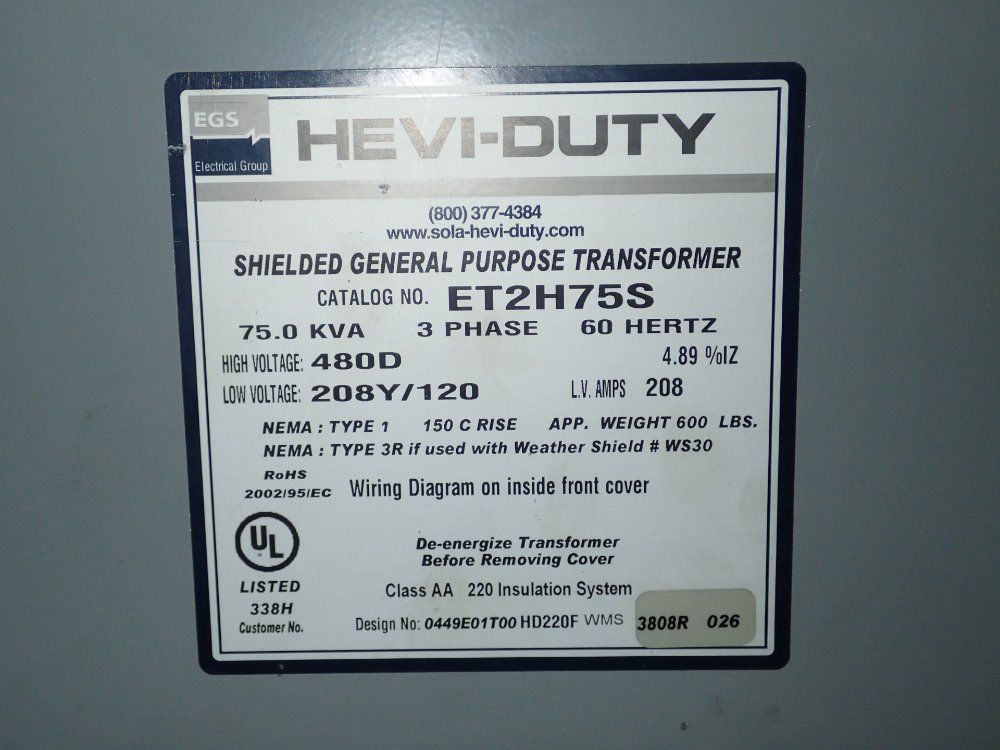 EGS
Electrical Group
HEVI-DUTY
(800) 377-4384
www.sola-hevi-duty.com
SHIELDED GENERAL PURPOSE TRANSFORMER
CATALOG NO. ET2H75S
75.0 KVA 3 PHASE 60 HERTZ
HIGH VOLTAGE: 480D 4.89 %IZ
LOW VOLTAGE: 208Y/120 L.V. AMPS 208
NEMA : TYPE 1 150 C RISE APP. WEIGHT 600 LBS.
NEMA : TYPE 3R if used with Weather Shield # WS30
RoHS
2002/95/EC Wiring Diagram on inside front cover
UL
LISTED
338H
Customer No.
De-energize Transformer
Before Removing Cover
Class AA 220 Insulation System
Design No: 0449E01T00 HD220F WMS 3808R 026